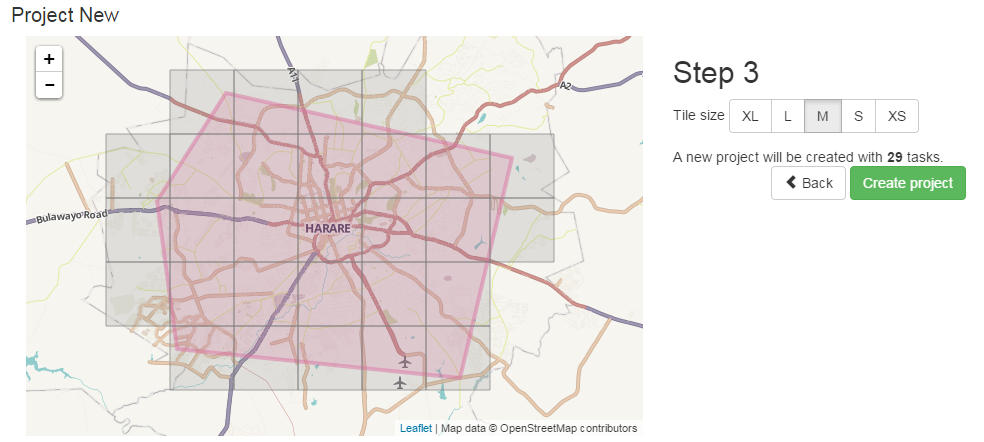 Project New
+
−
A11
A2
Bulawayo Road
HARARE
Leaflet | Map data © OpenStreetMap contributors
Step 3
Tile size XL L M S XS
A new project will be created with 29 tasks.
Back Create project